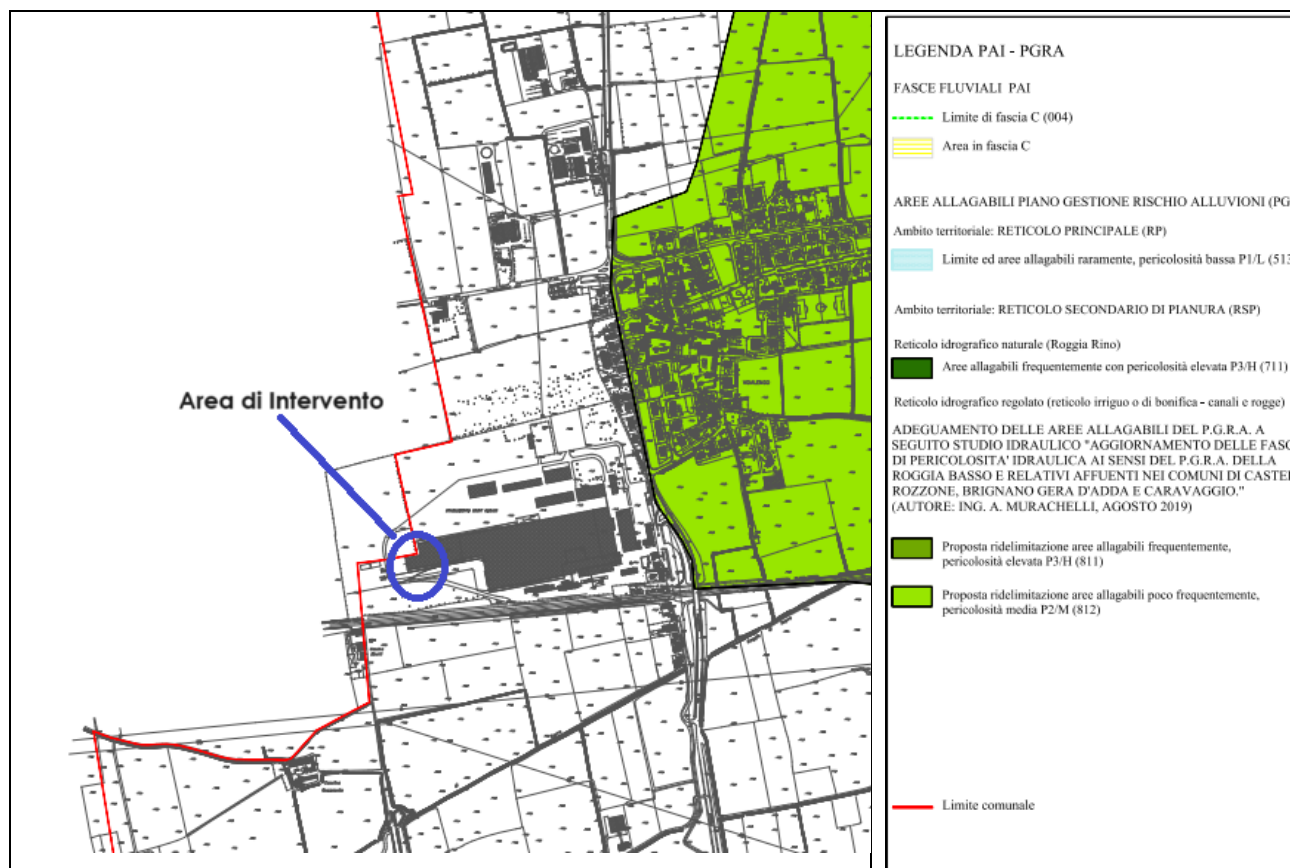 Area di Intervento
VIDALENGO
LEGENDA PAI - PGRA
FASCE FLUVIALI PAI
Limite di fascia C (004)
Area in fascia C
AREE ALLAGABILI PIANO GESTIONE RISCHIO ALLUVIONI (PG
Ambito territoriale: RETICOLO PRINCIPALE (RP)
Limite ed aree allagabili raramente, pericolosità bassa P1/L (513
Ambito territoriale: RETICOLO SECONDARIO DI PIANURA (RSP)
Reticolo idrografico naturale (Roggia Rino)
Aree allagabili frequentemente con pericolosità elevata P3/H (711)
Reticolo idrografico regolato (reticolo irriguo o di bonifica - canali e rogge)
ADEGUAMENTO DELLE AREE ALLAGABILI DEL P.G.R.A. A
SEGUITO STUDIO IDRAULICO "AGGIORNAMENTO DELLE FASC
DI PERICOLOSITA' IDRAULICA AI SENSI DEL P.G.R.A. DELLA
ROGGIA BASSO E RELATIVI AFFUENTI NEI COMUNI DI CASTEL
ROZZONE, BRIGNANO GERA D'ADDA E CARAVAGGIO."
(AUTORE: ING. A. MURACHELLI, AGOSTO 2019)
Proposta ridelimitazione aree allagabili frequentemente,
pericolosità elevata P3/H (811)
Proposta ridelimitazione aree allagabili poco frequentemente,
pericolosità media P2/M (812)
Limite comunale